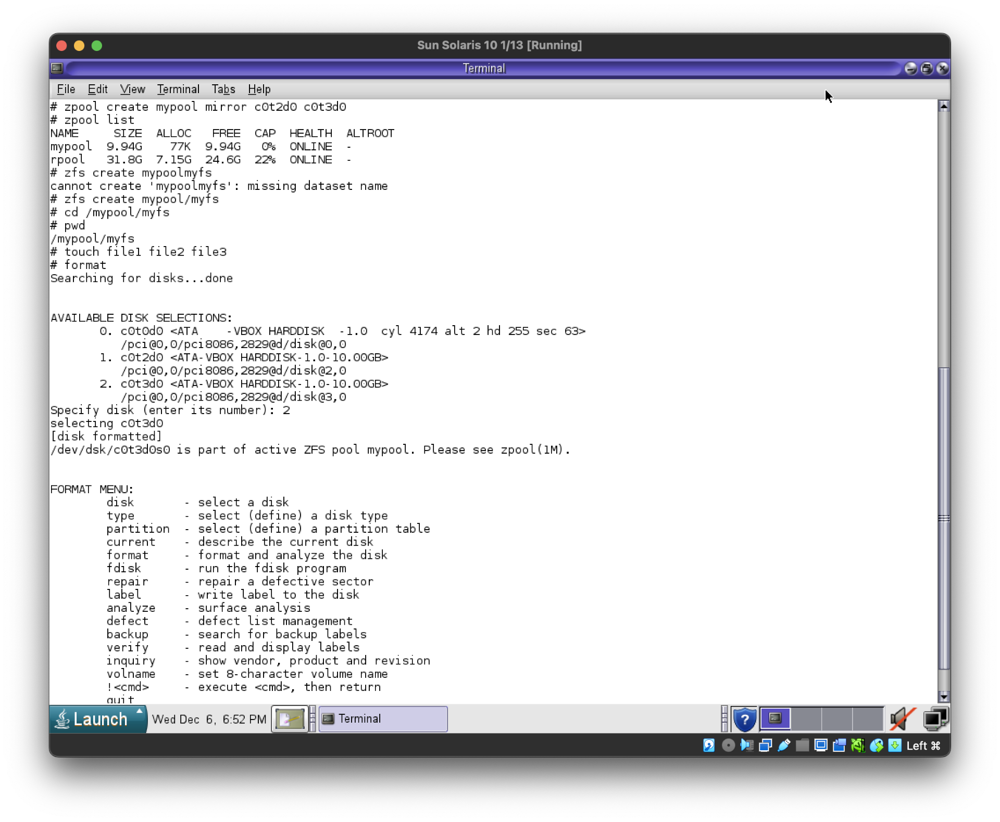 Sun Solaris 10 1/13 [Running]
Terminal
File Edit View Terminal Tabs Help
# zpool create mypool mirror c0t2d0 c0t3d0
# zpool list
NAME     SIZE  ALLOC   FREE  CAP  HEALTH  ALTROOT
mypool  9.94G    77K  9.94G   0%  ONLINE  -
rpool   31.8G  7.15G  24.6G  22%  ONLINE  -
# zfs create mypoolmyfs
cannot create 'mypoolmyfs': missing dataset name
# zfs create mypool/myfs
# cd /mypool/myfs
# pwd
/mypool/myfs
# touch file1 file2 file3
# format
Searching for disks...done
AVAILABLE DISK SELECTIONS:
       0. c0t0d0 <ATA    -VBOX HARDDISK  -1.0  cyl 4174 alt 2 hd 255 sec 63>
          /pci@0,0/pci8086,2829@d/disk@0,0
       1. c0t2d0 <ATA-VBOX HARDDISK-1.0-10.00GB>
          /pci@0,0/pci8086,2829@d/disk@2,0
       2. c0t3d0 <ATA-VBOX HARDDISK-1.0-10.00GB>
          /pci@0,0/pci8086,2829@d/disk@3,0
Specify disk (enter its number): 2
selecting c0t3d0
[disk formatted]
/dev/dsk/c0t3d0s0 is part of active ZFS pool mypool. Please see zpool(1M).
FORMAT MENU:
        disk       - select a disk
        type       - select (define) a disk type
        partition  - select (define) a partition table
        current    - describe the current disk
        format     - format and analyze the disk
        fdisk      - run the fdisk program
        repair     - repair a defective sector
        label      - write label to the disk
        analyze    - surface analysis
        defect     - defect list management
        backup     - search for backup labels
        verify     - read and display labels
        inquiry    - show vendor, product and revision
        volname    - set 8-character volume name
        !<cmd>     - execute <cmd>, then return
        quit
Launch Wed Dec 6, 6:52 PM Terminal ?
Left ⌘